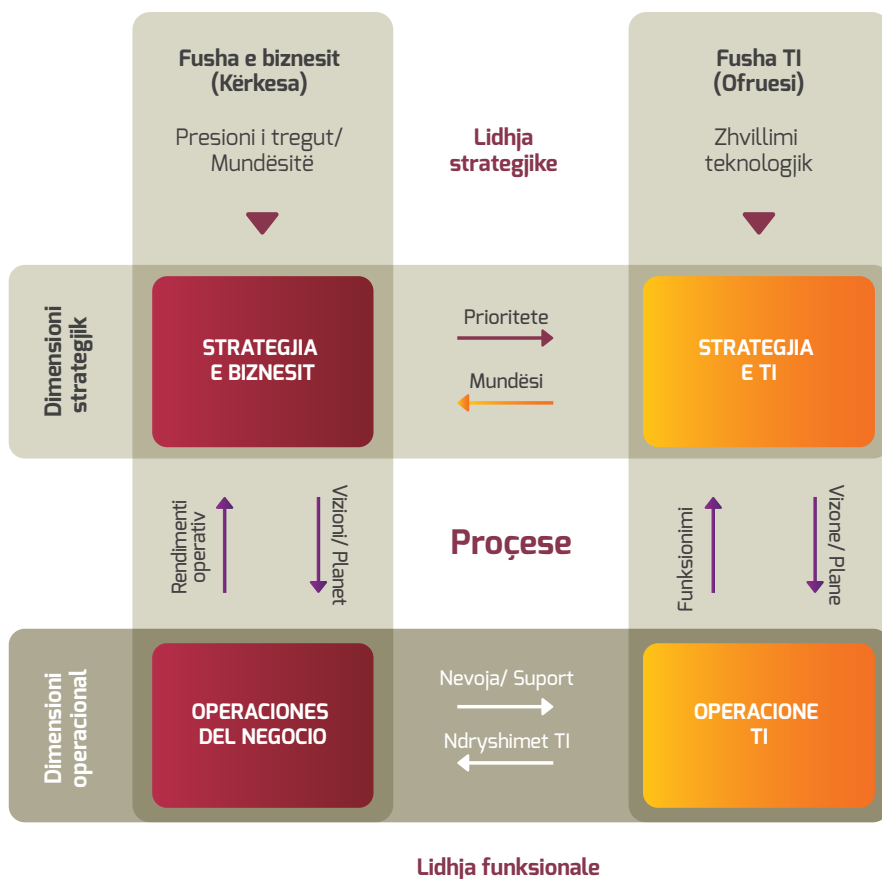 Fusha e biznesit
(Kërkesa)
Presioni i tregut/
Mundësitë
Lidhja
strategjike
Fusha TI
(Ofruesi)
Zhvillimi
teknologjik
Dimensioni
strategjik
STRATEGJIA
E BIZNESIT
Prioritete
Mundësi
STRATEGJIA
E TI
Rendimenti
operativ
Vizioni/ Planet
Proçese
Funksionimi
Vizone/ Plane
Dimensioni
operacional
OPERACIONES
DEL NEGOCIO
Nevoja/ Suport
Ndryshimet TI
OPERACIONE
TI
Lidhja funksionale